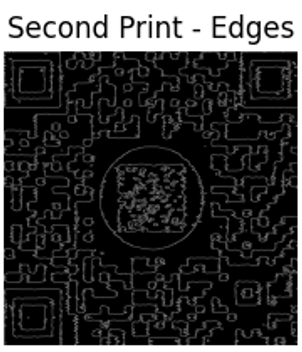 Second Print - Edges